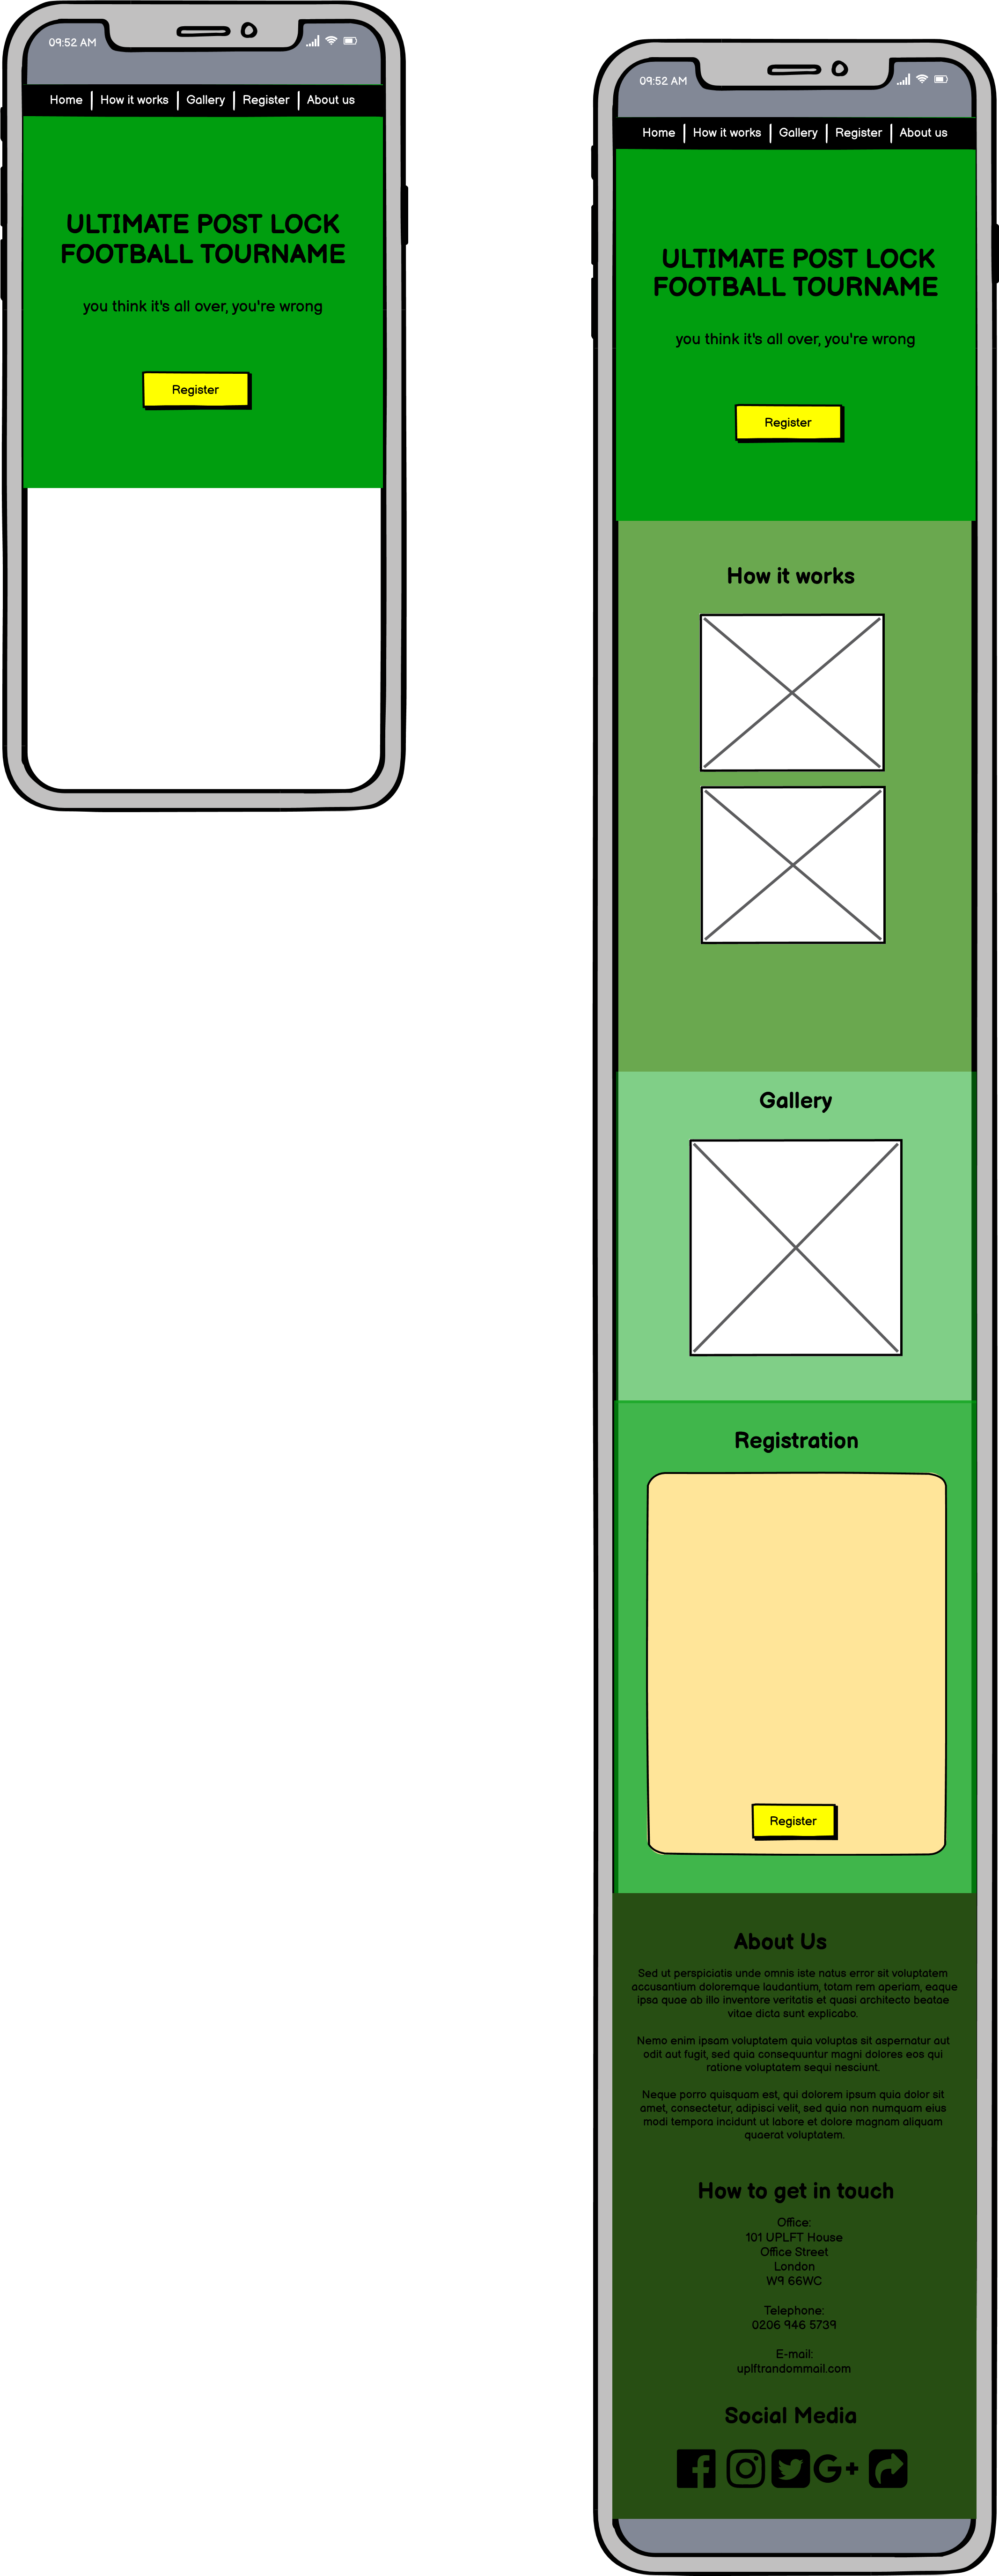 09:52 AM
Home | How it works | Gallery | Register | About us
ULTIMATE POST LOCK
FOOTBALL TOURNAME
you think it's all over, you're wrong
Register
09:52 AM
Home | How it works | Gallery | Register | About us
ULTIMATE POST LOCK
FOOTBALL TOURNAME
you think it's all over, you're wrong
Register
How it works
Gallery
Registration
Register
About Us
Sed ut perspiciatis unde omnis iste natus error sit voluptatem
accusantium doloremque laudantium, totam rem aperiam, eaque
ipsa quae ab illo inventore veritatis et quasi architecto beatae
vitae dicta sunt explicabo.
Nemo enim ipsam voluptatem quia voluptas sit aspernatur aut
odit aut fugit, sed quia consequuntur magni dolores eos qui
ratione voluptatem sequi nesciunt.
Neque porro quisquam est, qui dolorem ipsum quia dolor sit
amet, consectetur, adipisci velit, sed quia non numquam eius
modi tempora incidunt ut labore et dolore magnam aliquam
quaerat voluptatem.
How to get in touch
Office:
101 UPLFT House
Office Street
London
W9 66WC
Telephone:
0206 946 5739
E-mail:
uplftrandommail.com
Social Media
G+